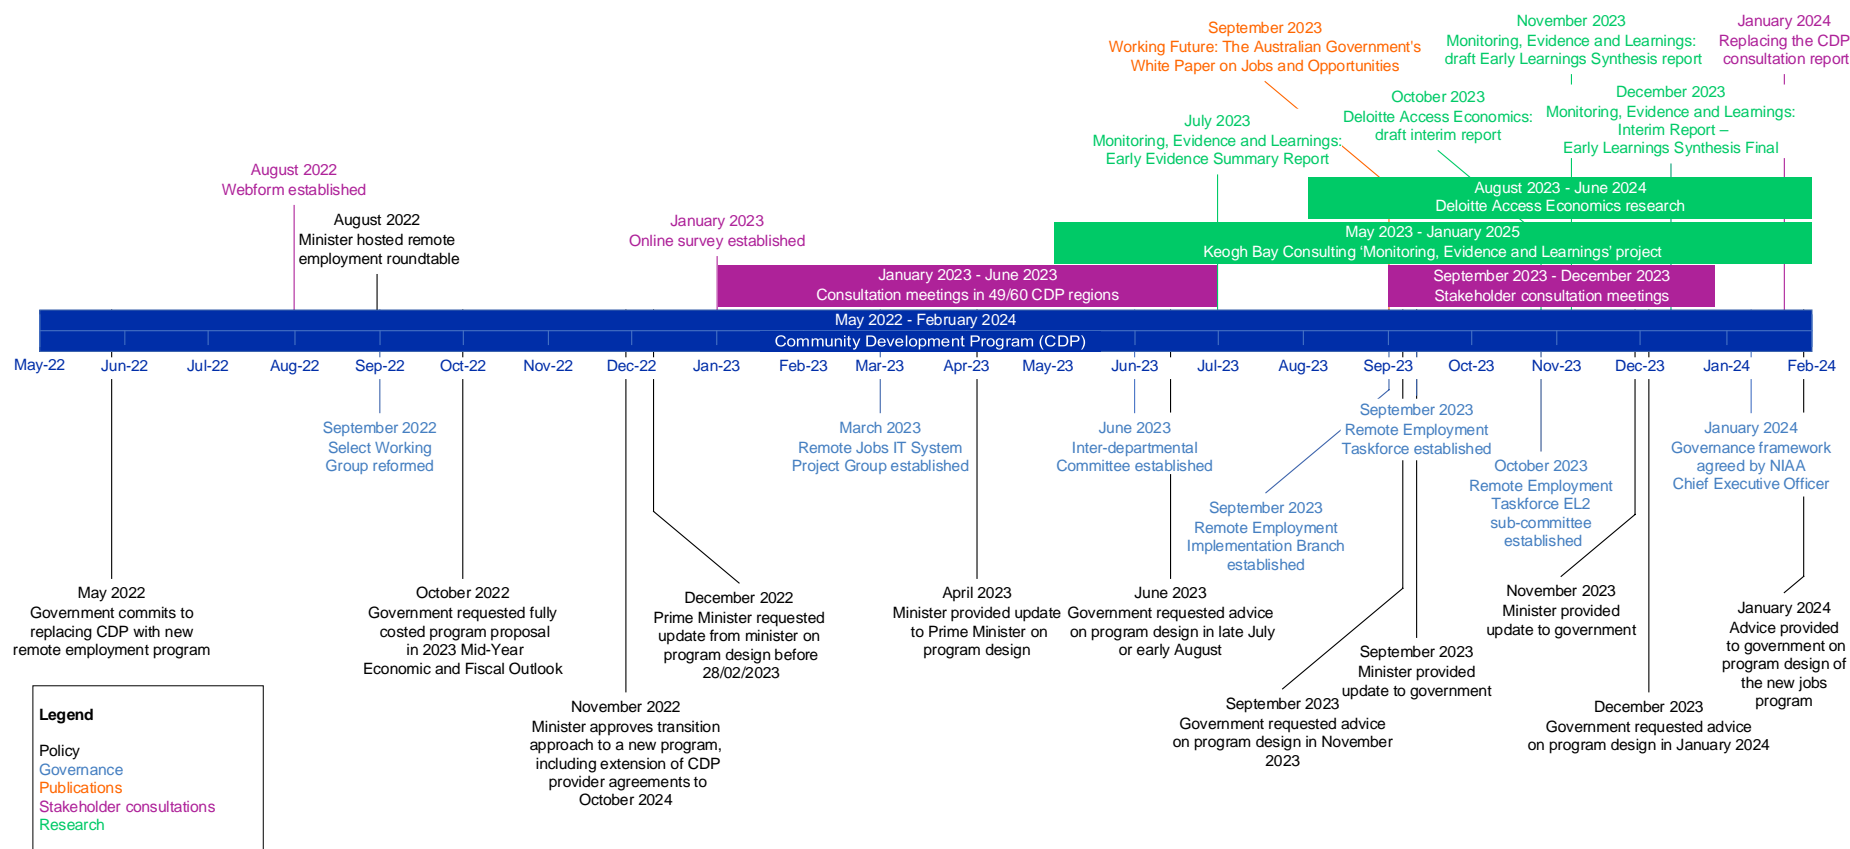 September 2023
Working Future: The Australian Government's
White Paper on Jobs and Opportunities
November 2023
Monitoring, Evidence and Learnings:
draft Early Learnings Synthesis report
January 2024
Replacing the CDP
consultation report
July 2023
Monitoring, Evidence and Learnings:
Early Evidence Summary Report
October 2023
Deloitte Access Economics:
draft interim report
December 2023
Monitoring, Evidence and Learnings:
Interim Report –
Early Learnings Synthesis Final
August 2022
Webform established
August 2022
Minister hosted remote
employment roundtable
January 2023
Online survey established
August 2023 - June 2024
Deloitte Access Economics research
May 2023 - January 2025
Keogh Bay Consulting ‘Monitoring, Evidence and Learnings’ project
January 2023 - June 2023
Consultation meetings in 49/60 CDP regions
September 2023 - December 2023
Stakeholder consultation meetings
May 2022 - February 2024
Community Development Program (CDP)
May-22 Jun-22 Jul-22 Aug-22 Sep-22 Oct-22 Nov-22 Dec-22 Jan-23 Feb-23 Mar-23 Apr-23 May-23 Jun-23 Jul-23 Aug-23 Sep-23 Oct-23 Nov-23 Dec-23 Jan-24 Feb-24
September 2022
Select Working
Group reformed
March 2023
Remote Jobs IT System
Project Group established
June 2023
Inter-departmental
Committee established
September 2023
Remote Employment
Taskforce established
January 2024
Governance framework
agreed by NIAA
Chief Executive Officer
September 2023
Remote Employment
Implementation Branch
established
October 2023
Remote Employment
Taskforce EL2
sub-committee
established
May 2022
Government commits to
replacing CDP with new
remote employment program
October 2022
Government requested fully
costed program proposal
in 2023 Mid-Year
Economic and Fiscal Outlook
November 2022
Minister approves transition
approach to a new program,
including extension of CDP
provider agreements to
October 2024
December 2022
Prime Minister requested
update from minister on
program design before
28/02/2023
April 2023
Minister provided update
to Prime Minister on
program design
June 2023
Government requested advice
on program design in late July
or early August
September 2023
Government requested advice
on program design in November
2023
September 2023
Minister provided
update to government
November 2023
Minister provided
update to government
December 2023
Government requested advice
on program design in January 2024
January 2024
Advice provided
to government on
program design of
the new jobs
program
Legend
Policy
Governance
Publications
Stakeholder consultations
Research